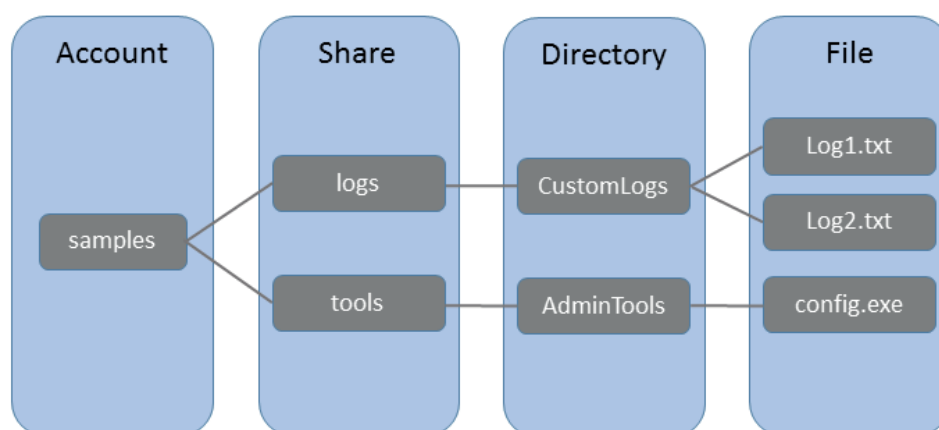 Account
Share
Directory
File
samples
logs
tools
CustomLogs
AdminTools
Log1.txt
Log2.txt
config.exe